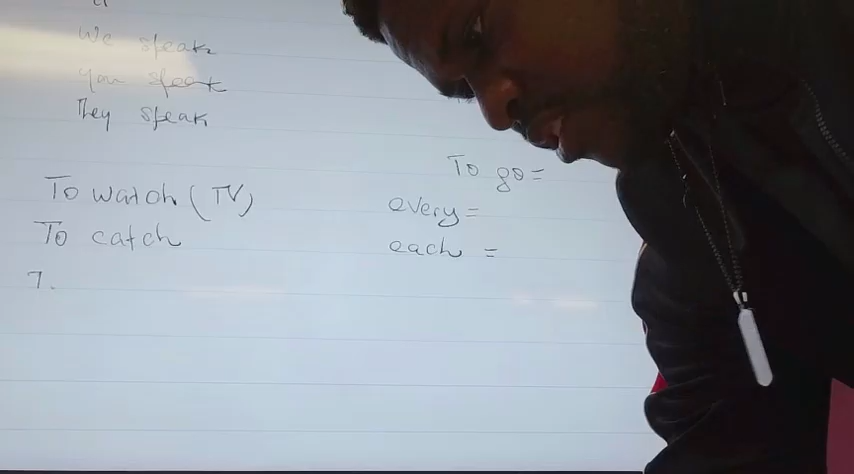 We speak
You speak
They speak
To go =
To watch (TV)
every =
To catch
each =
7.